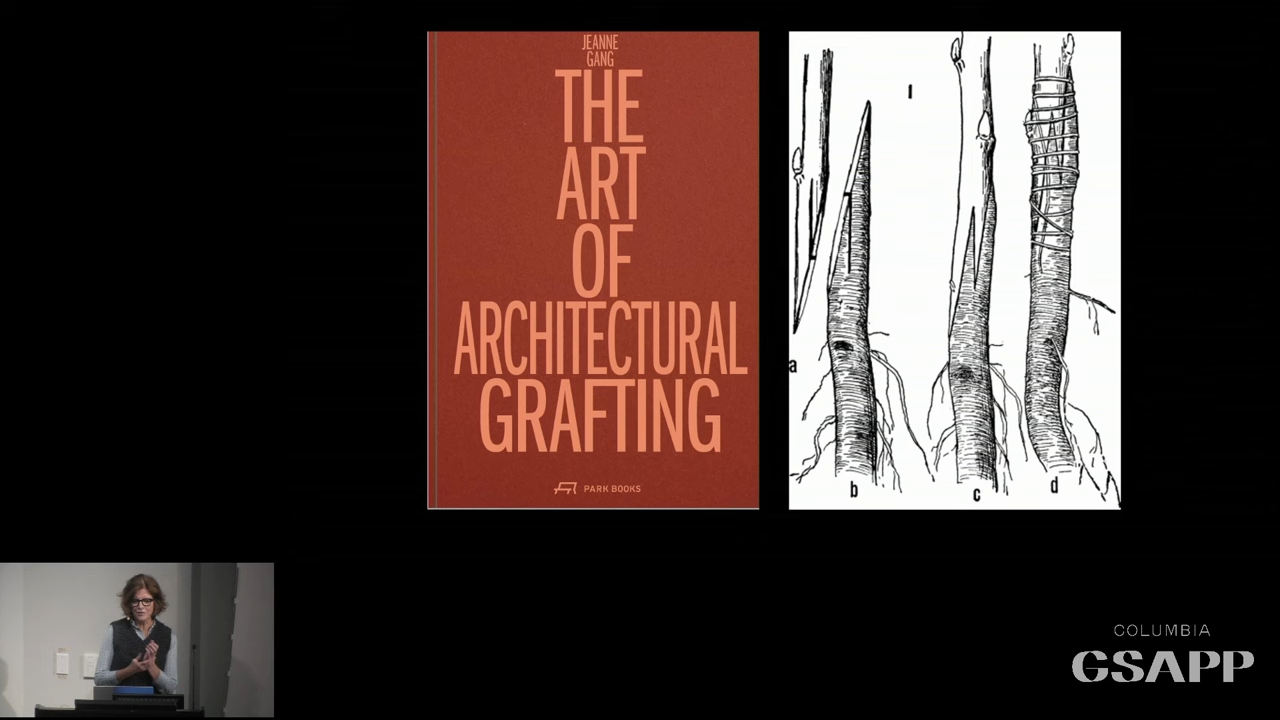 JEANNE
GANG
THE
ART
OF
ARCHITECTURAL
GRAFTING
PARK BOOKS
l
a
b
c
d
COLUMBIA
GSAPP